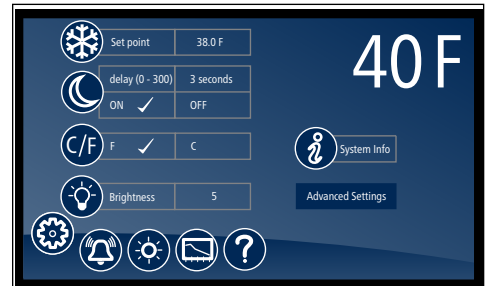 Set point 38.0 F
40 F
delay (0 - 300) 3 seconds
ON ✓ OFF
C/F F ✓ C
i System Info
Brightness 5
Advanced Settings
?